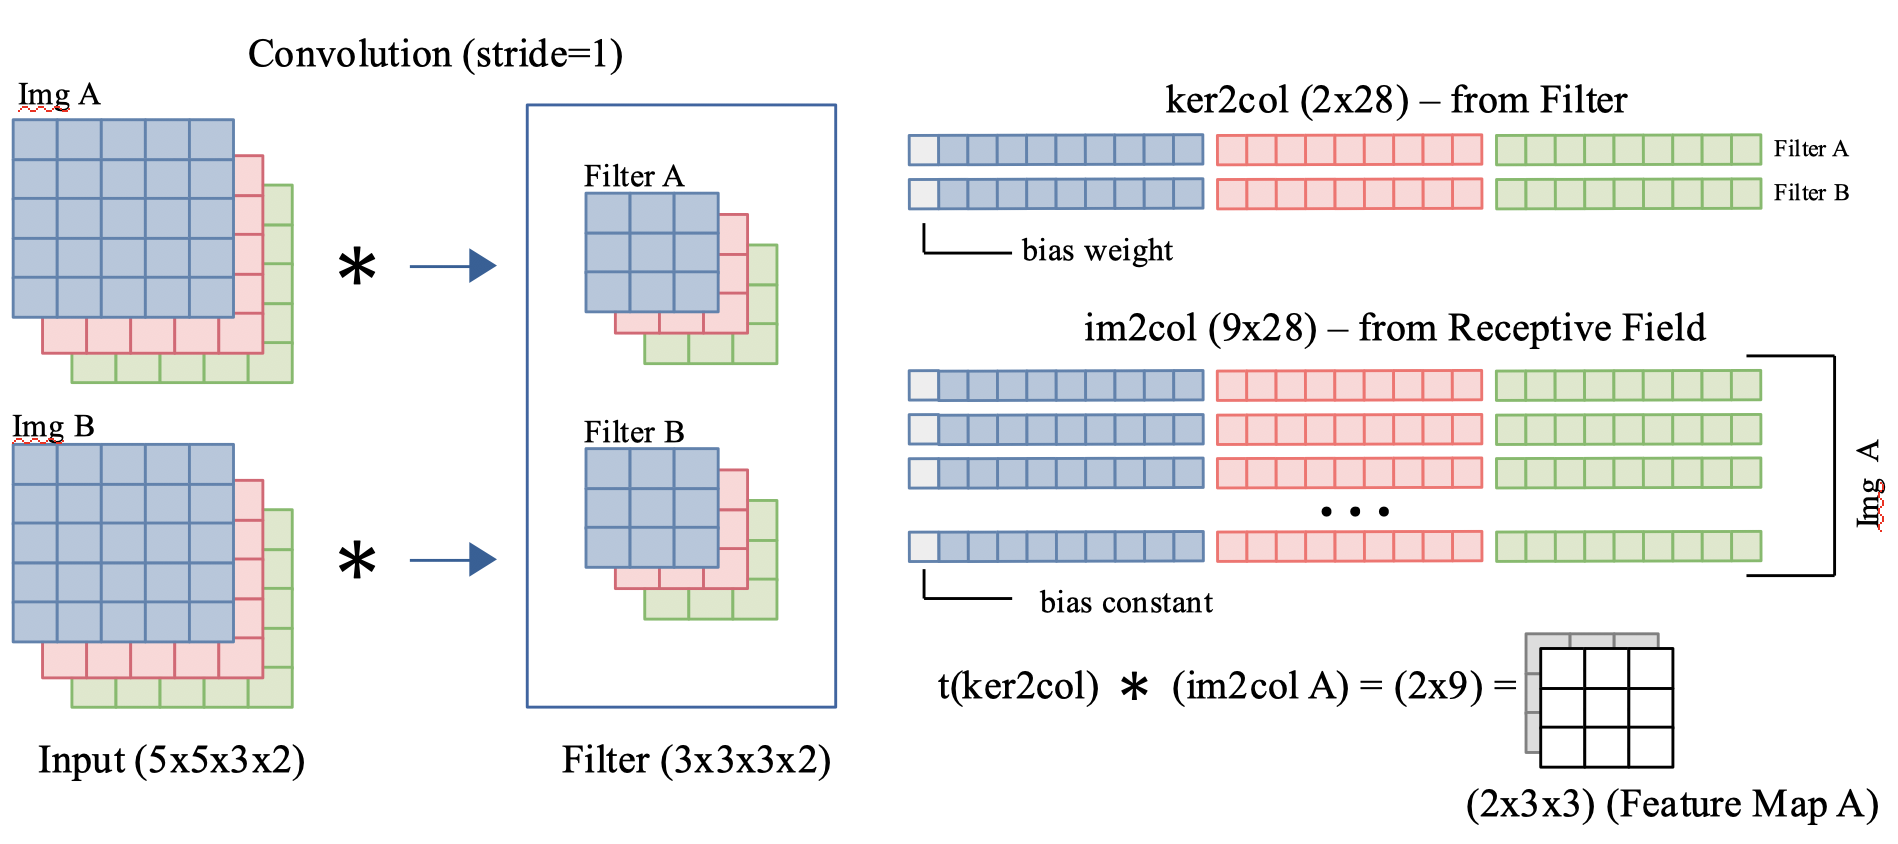 Convolution (stride=1)
Img A
Filter A
*
Img B
Filter B
*
Input (5x5x3x2)
Filter (3x3x3x2)
ker2col (2x28) – from Filter
Filter A
Filter B
bias weight
im2col (9x28) – from Receptive Field
Img A
• • •
bias constant
t(ker2col) * (im2col A) = (2x9) =
(2x3x3) (Feature Map A)